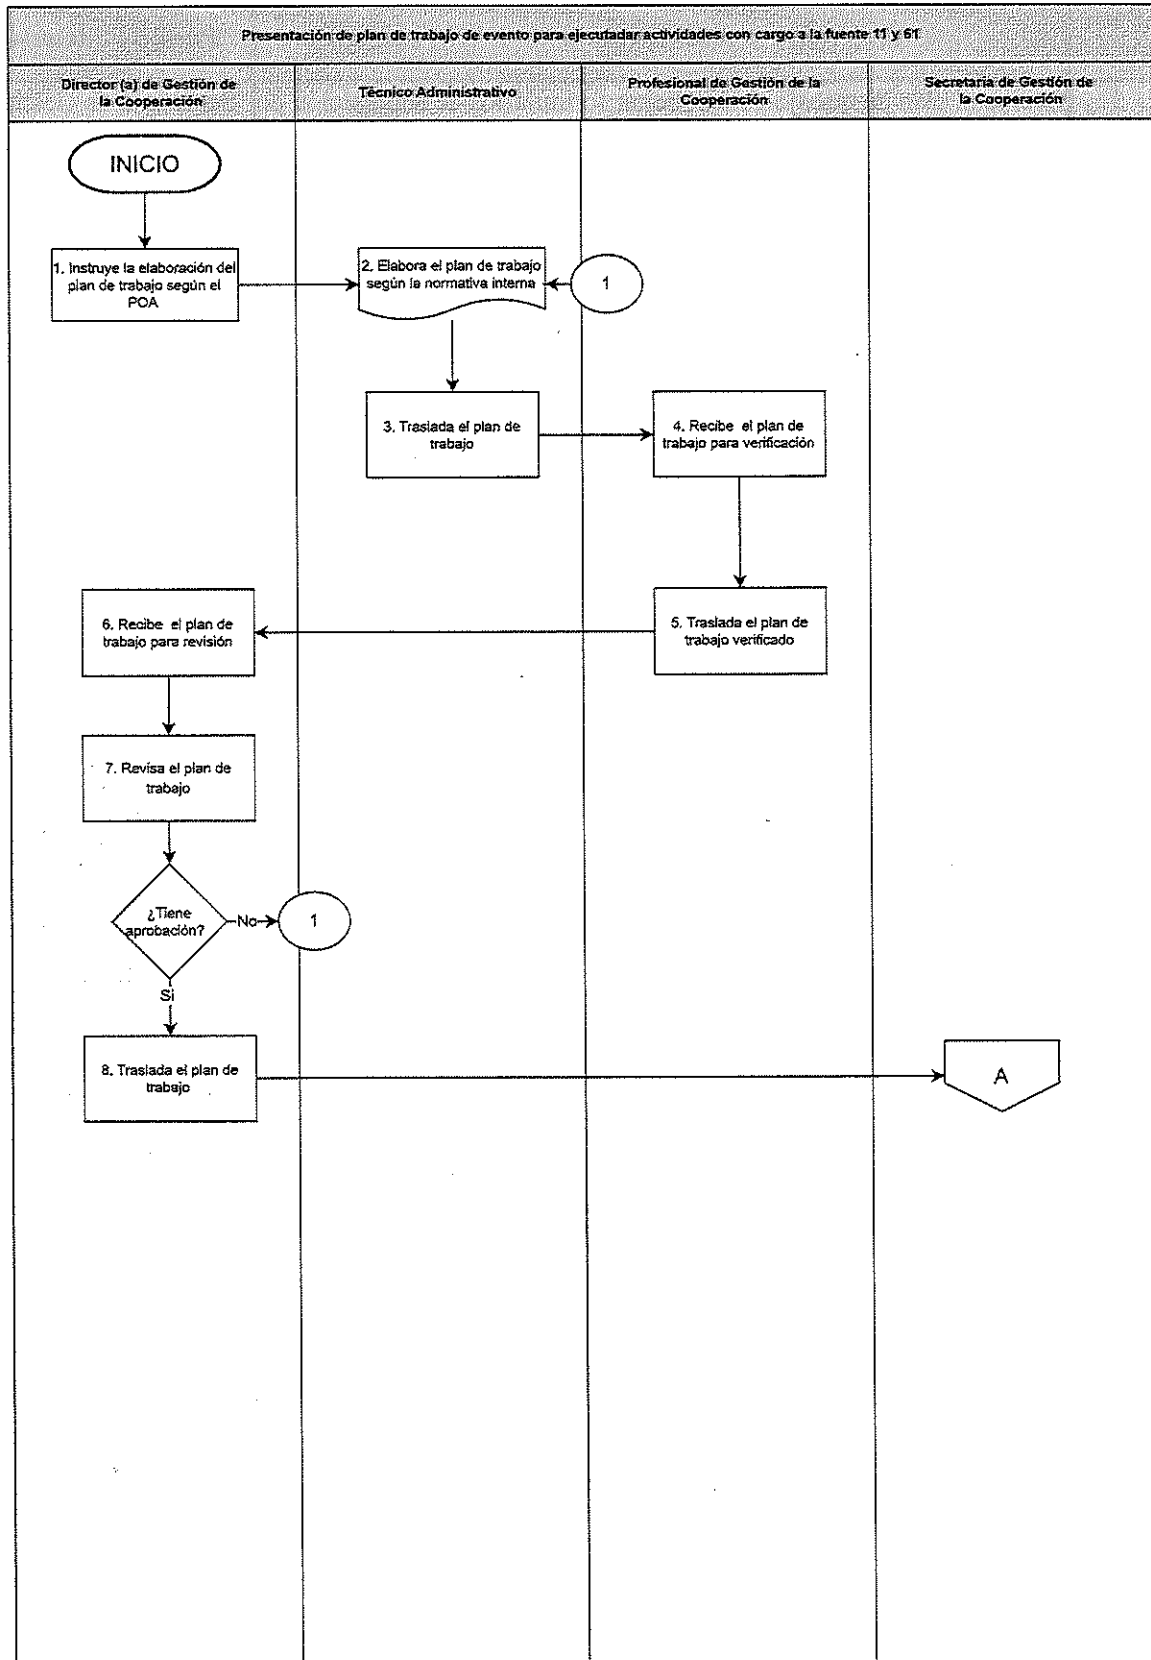 Presentación de plan de trabajo de evento para ejecutadar actividades con cargo a la fuente 11 y 61
Director (a) de Gestión de
la Cooperación
Técnico Administrativo
Profesional de Gestión de la
Cooperación
Secretaria de Gestión de
la Cooperación
INICIO
1. Instruye la elaboración del
plan de trabajo según el
POA
2. Elabora el plan de trabajo
según la normativa interna
1
3. Traslada el plan de
trabajo
4. Recibe el plan de
trabajo para verificación
6. Recibe el plan de
trabajo para revisión
5. Traslada el plan de
trabajo verificado
7. Revisa el plan de
trabajo
¿Tiene
aprobación?
No
1
Si
8. Traslada el plan de
trabajo
A